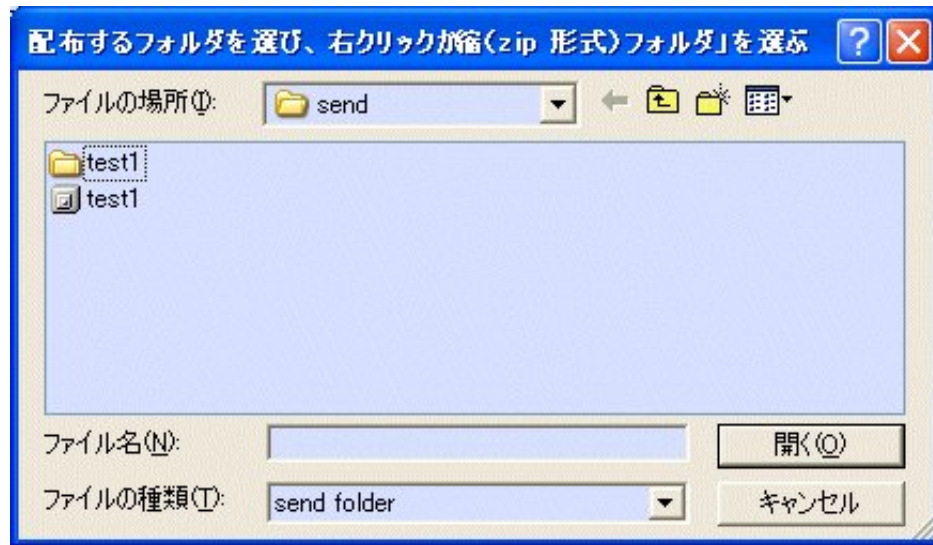 配布するフォルダを選び、右クリックが縮(zip 形式)フォルダ」を選ぶ
ファイルの場所(I):
send
test1
test1
ファイル名(N):
開く(O)
ファイルの種類(T):
send folder
キャンセル